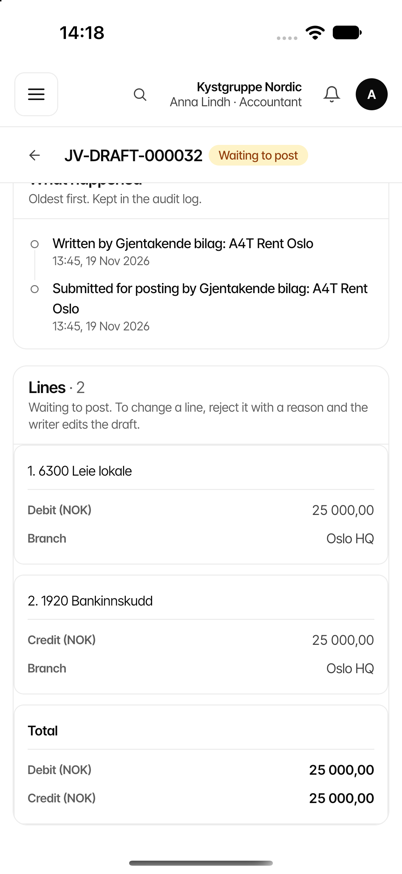 14:18
Kystgruppe Nordic
Anna Lindh · Accountant
A
JV-DRAFT-000032
Waiting to post
What happened
Oldest first. Kept in the audit log.
Written by Gjentakende bilag: A4T Rent Oslo
13:45, 19 Nov 2026
Submitted for posting by Gjentakende bilag: A4T Rent
Oslo
13:45, 19 Nov 2026
Lines · 2
Waiting to post. To change a line, reject it with a reason and the
writer edits the draft.
1. 6300 Leie lokale
Debit (NOK) 25 000,00
Branch Oslo HQ
2. 1920 Bankinnskudd
Credit (NOK) 25 000,00
Branch Oslo HQ
Total
Debit (NOK) 25 000,00
Credit (NOK) 25 000,00